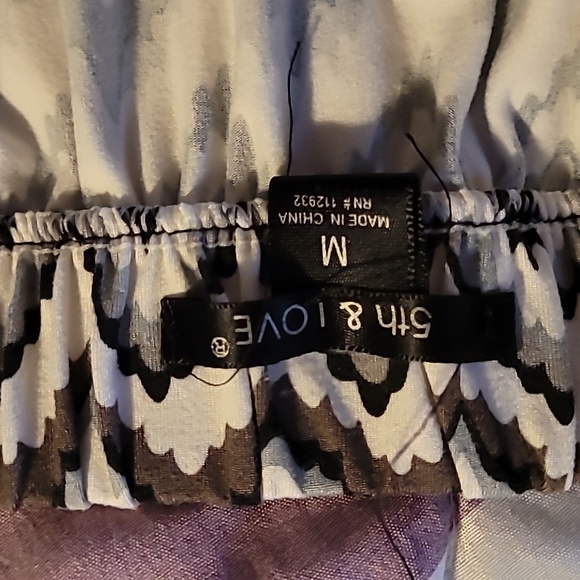 5th & LOVE®
M
MADE IN CHINA
RN# 112932